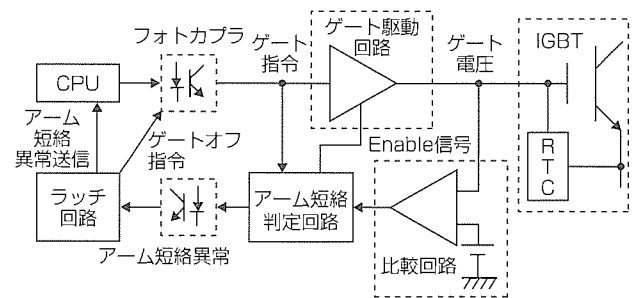 フォトカプラ
ゲート
指令
ゲート駆動
回路
ゲート
電圧
IGBT
CPU
アーム
短絡
異常送信
ゲートオフ
指令
Enable信号
R
T
C
ラッチ
回路
アーム短絡
判定回路
アーム短絡異常
比較回路